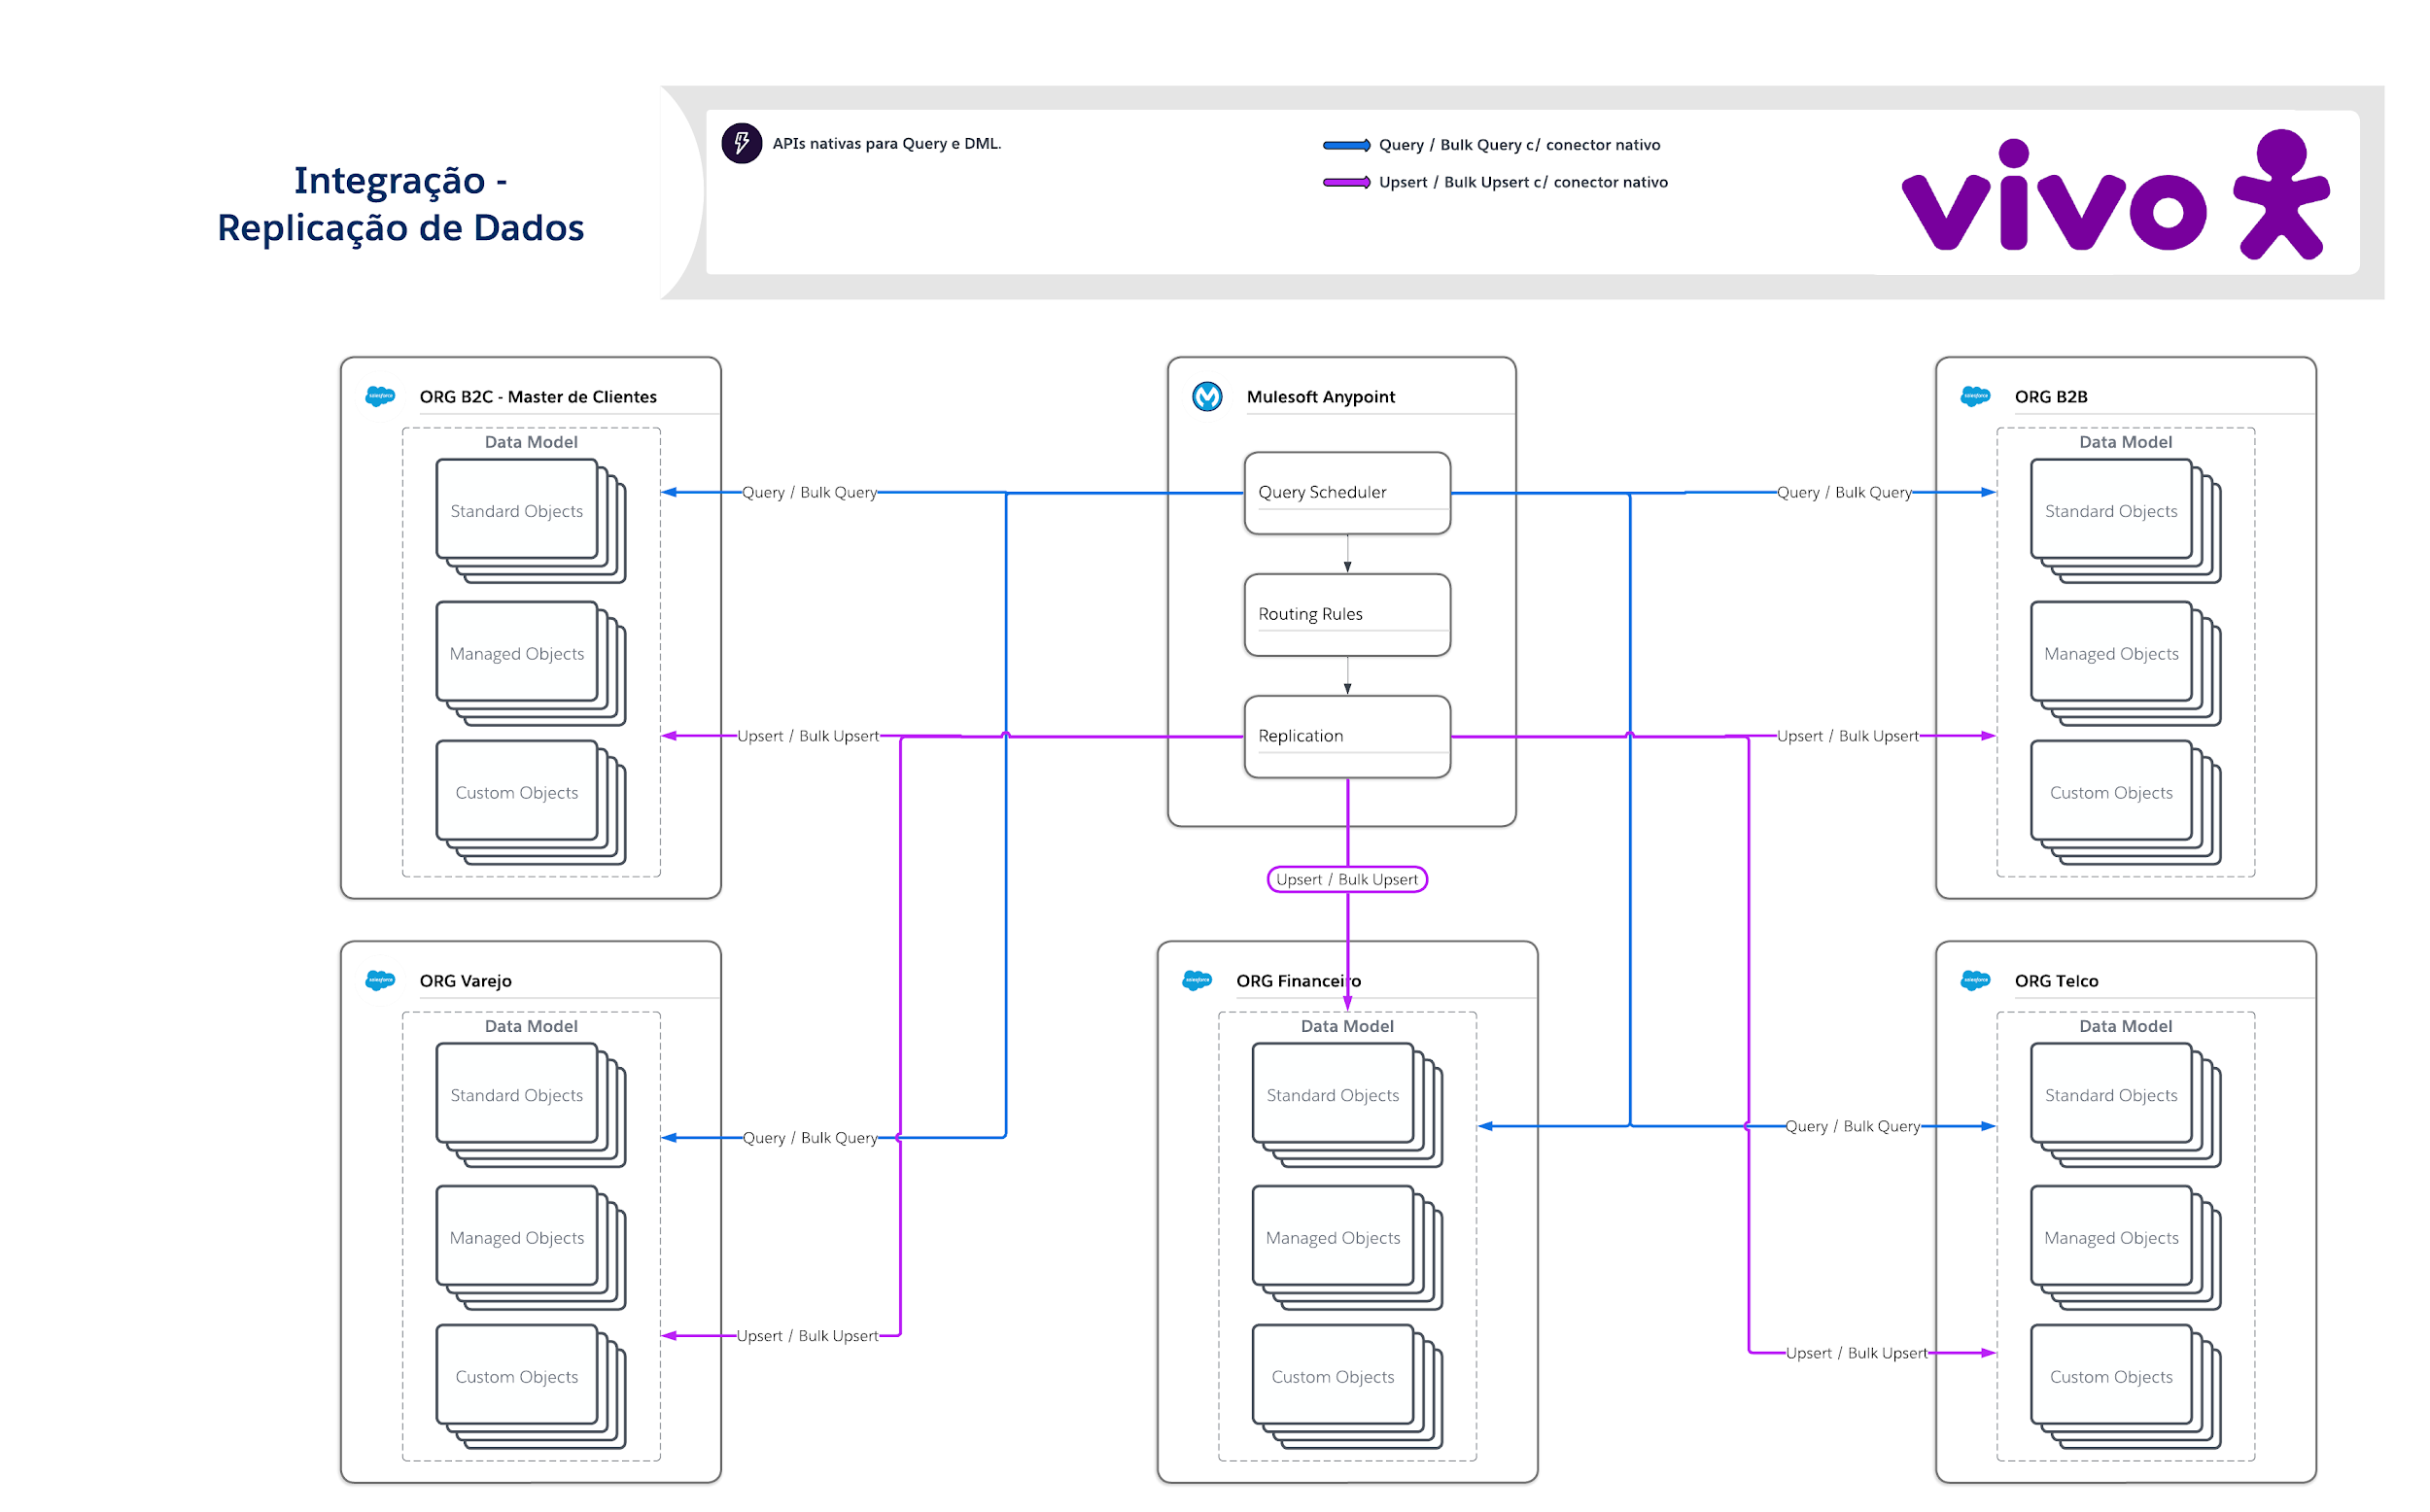 Integração -
Replicação de Dados
APIs nativas para Query e DML.
Query / Bulk Query c/ conector nativo
Upsert / Bulk Upsert c/ conector nativo
vivo
salesforce
ORG B2C - Master de Clientes
Data Model
Standard Objects
Managed Objects
Custom Objects
Query / Bulk Query
Upsert / Bulk Upsert
Mulesoft Anypoint
Query Scheduler
Routing Rules
Replication
Upsert / Bulk Upsert
Query / Bulk Query
Upsert / Bulk Upsert
salesforce
ORG B2B
Data Model
Standard Objects
Managed Objects
Custom Objects
salesforce
ORG Varejo
Data Model
Standard Objects
Managed Objects
Custom Objects
Query / Bulk Query
Upsert / Bulk Upsert
salesforce
ORG Financeiro
Data Model
Standard Objects
Managed Objects
Custom Objects
Query / Bulk Query
Upsert / Bulk Upsert
salesforce
ORG Telco
Data Model
Standard Objects
Managed Objects
Custom Objects